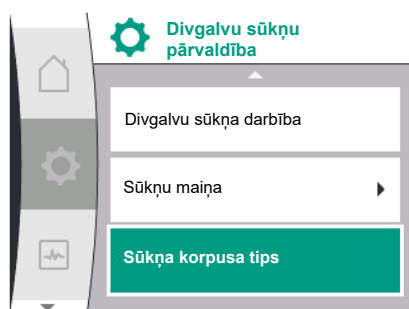 Divgalvu sūkņu
pārvaldība
Divgalvu sūkņa darbība
Sūkņu maiņa
Sūkņa korpusa tips